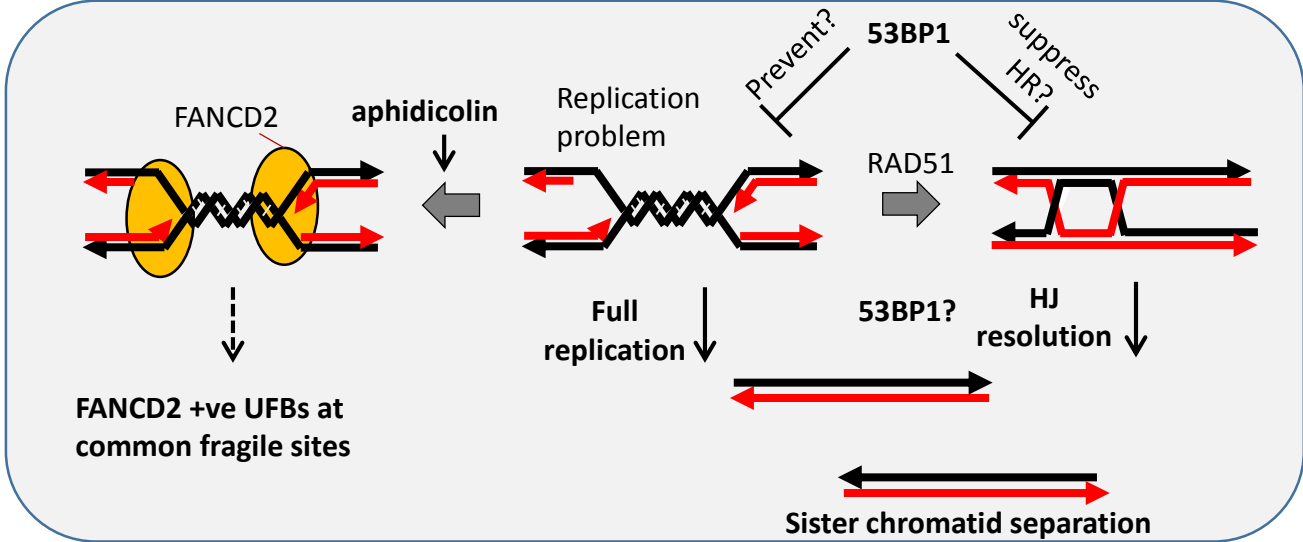 Prevent?
53BP1
suppress
HR?
FANCD2
aphidicolin
Replication
problem
RAD51
Full
replication
53BP1?
HJ
resolution
FANCD2 +ve UFBs at
common fragile sites
Sister chromatid separation